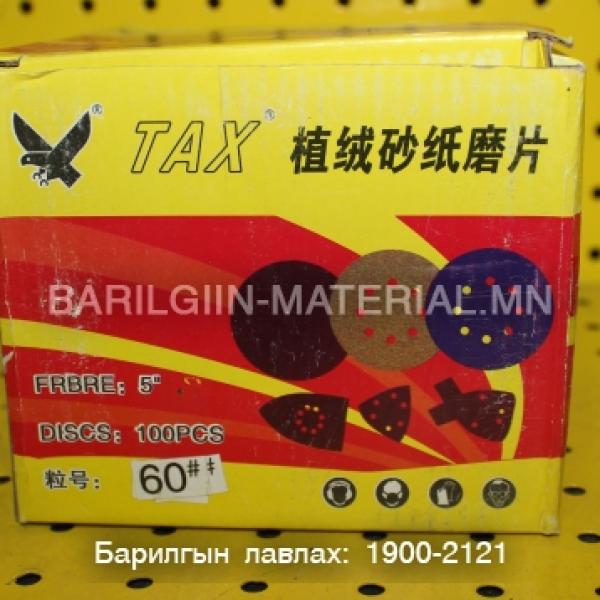 TAX® 植绒砂纸磨片
®
BARILGIIN-MATERIAL.MN
FRBRE: 5"
DISCS: 100PCS
粒号: 60#
Барилгын лавлах: 1900-2121